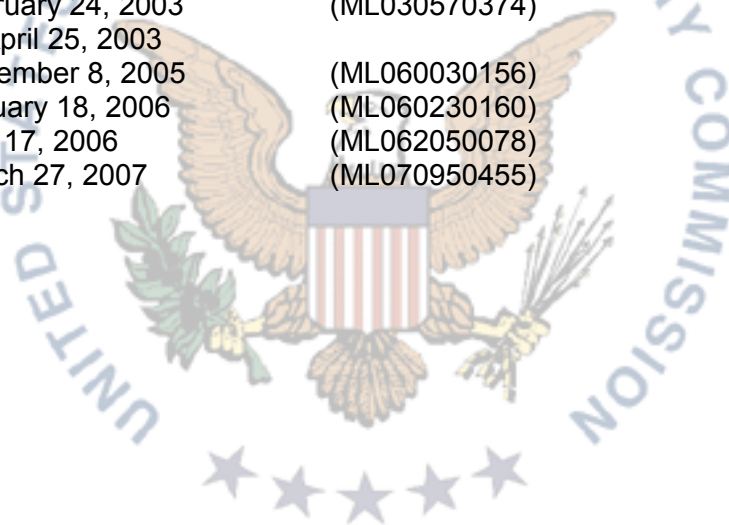 ruary 24, 2003 (ML030570374)
pril 25, 2003
ember 8, 2005 (ML060030156)
uary 18, 2006 (ML060230160)
17, 2006 (ML062050078)
ch 27, 2007 (ML070950455)
UNITED
Y COMMISSION